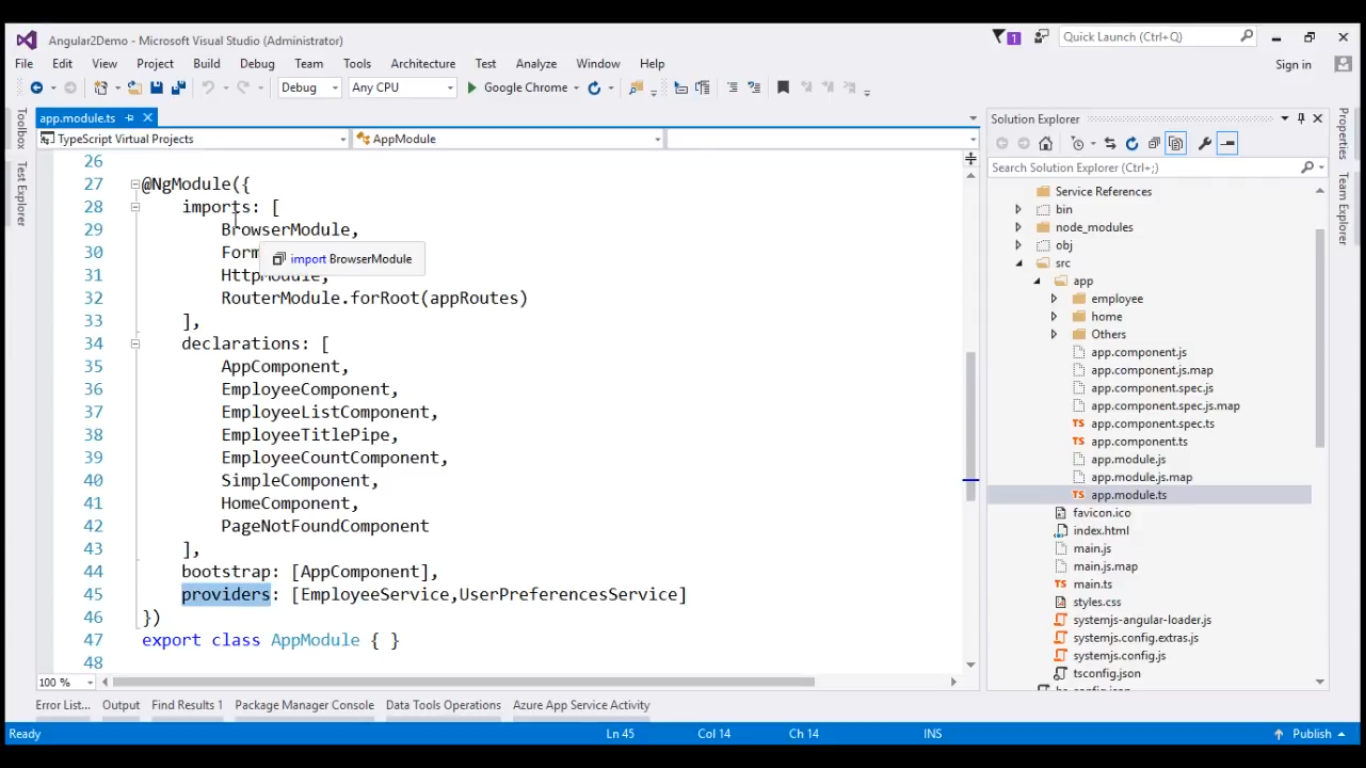 Angular2Demo - Microsoft Visual Studio (Administrator)
1
Quick Launch (Ctrl+Q)
File Edit View Project Build Debug Team Tools Architecture Test Analyze Window Help
Sign in
Debug Any CPU Google Chrome
Toolbox
Test Explorer
app.module.ts
TypeScript Virtual Projects AppModule
26
27 @NgModule({
28 imports: [
29 BrowserModule,
30 Form
import BrowserModule
31 HttpModule,
32 RouterModule.forRoot(appRoutes)
33 ],
34 declarations: [
35 AppComponent,
36 EmployeeComponent,
37 EmployeeListComponent,
38 EmployeeTitlePipe,
39 EmployeeCountComponent,
40 SimpleComponent,
41 HomeComponent,
42 PageNotFoundComponent
43 ],
44 bootstrap: [AppComponent],
45 providers: [EmployeeService,UserPreferencesService]
46 })
47 export class AppModule { }
48
100 %
Solution Explorer
Search Solution Explorer (Ctrl+;)
Service References
bin
node_modules
obj
src
app
employee
home
Others
app.component.js
app.component.js.map
app.component.spec.js
app.component.spec.js.map
TS app.component.spec.ts
TS app.component.ts
app.module.js
app.module.js.map
TS app.module.ts
favicon.ico
index.html
main.js
main.js.map
TS main.ts
styles.css
systemjs-angular-loader.js
systemjs.config.extras.js
systemjs.config.js
tsconfig.json
Properties
Team Explorer
Error List... Output Find Results 1 Package Manager Console Data Tools Operations Azure App Service Activity
Ready Ln 45 Col 14 Ch 14 INS Publish